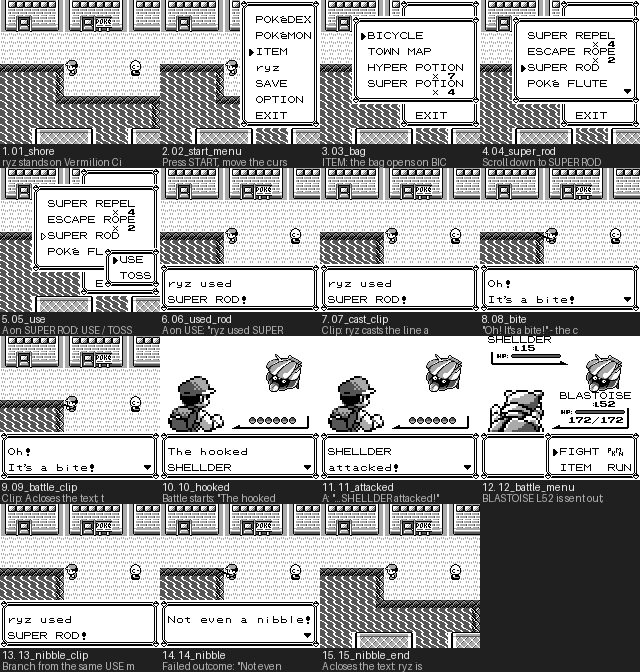 POKé
POKéDEX
POKéMON
ITEM
ryz
SAVE
OPTION
EXIT
BICYCLE
TOWN MAP
HYPER POTION
× 7
SUPER POTION
× 4
EXIT
SUPER REPEL
× 4
ESCAPE ROPE
× 2
SUPER ROD
POKé FLUTE
EXIT
1.01_shore
ryz stands on Vermilion Ci
2.02_start_menu
Press START, move the curs
3.03_bag
ITEM: the bag opens on BIC
4.04_super_rod
Scroll down to SUPER ROD
SUPER REPEL
× 4
ESCAPE ROPE
× 2
SUPER ROD
POKé FL
USE
TOSS
E
POKé
ryz used
SUPER ROD!
POKé
ryz used
SUPER ROD!
POKé
Oh!
It's a bite!
5.05_use
A on SUPER ROD: USE / TOSS
6.06_used_rod
A on USE: "ryz used SUPER
7.07_cast_clip
Clip: ryz casts the line a
8.08_bite
"Oh! It's a bite!" - the c
POKé
Oh!
It's a bite!
The hooked
SHELLDER
SHELLDER
attacked!
SHELLDER
:L15
HP:
BLASTOISE
:L52
HP:
172/172
FIGHT PKMN
ITEM RUN
9.09_battle_clip
Clip: A closes the text; t
10.10_hooked
Battle starts: "The hooked
11.11_attacked
A: "..SHELLDER attacked!"
12.12_battle_menu
BLASTOISE L52 is sent out;
POKé
ryz used
SUPER ROD!
POKé
Not even a nibble!
POKé
13.13_nibble_clip
Branch from the same USE m
14.14_nibble
Failed outcome: "Not even
15.15_nibble_end
A closes the text: ryz is